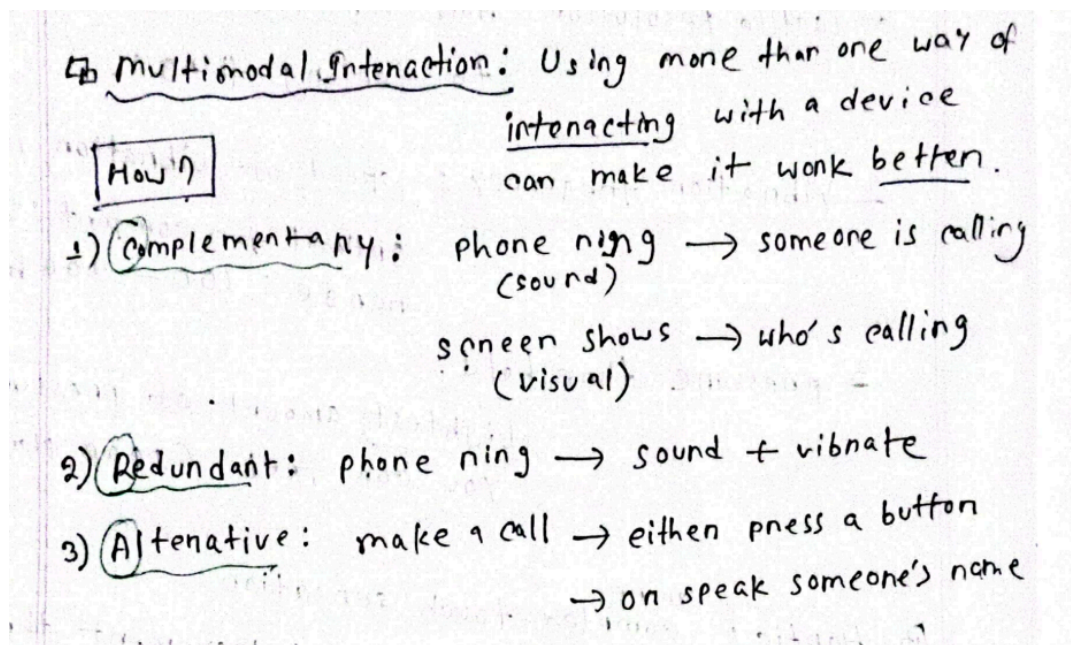 Multimodal Interaction: Using more than one way of
interacting with a device
How?
can make it work better.
1) Complementary: phone ring → someone is calling
(sound)
screen shows → who's calling
(visual)
2) Redundant: phone ring → sound + vibrate
3) Altenative: make a call → either press a button
→ or speak someone's name